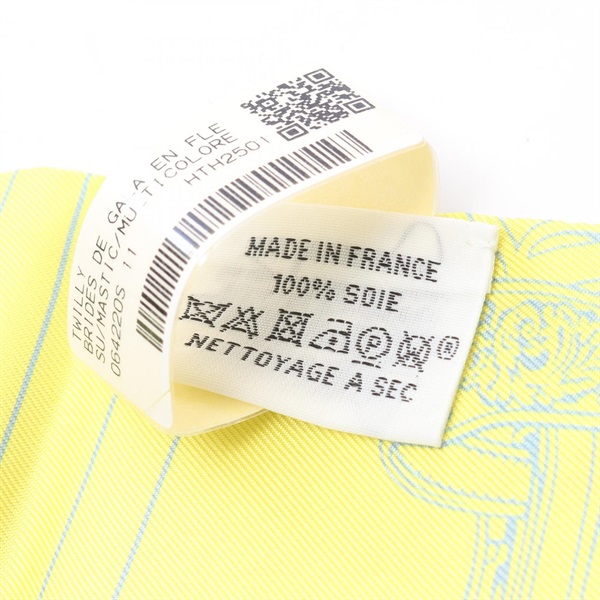 TWILLY
BRIDES DE GALA EN FLE
SU/MASTIC/MULTICOLORE
064220S 11 HTH2501
MADE IN FRANCE
100% SOIE
NETTOYAGE A SEC